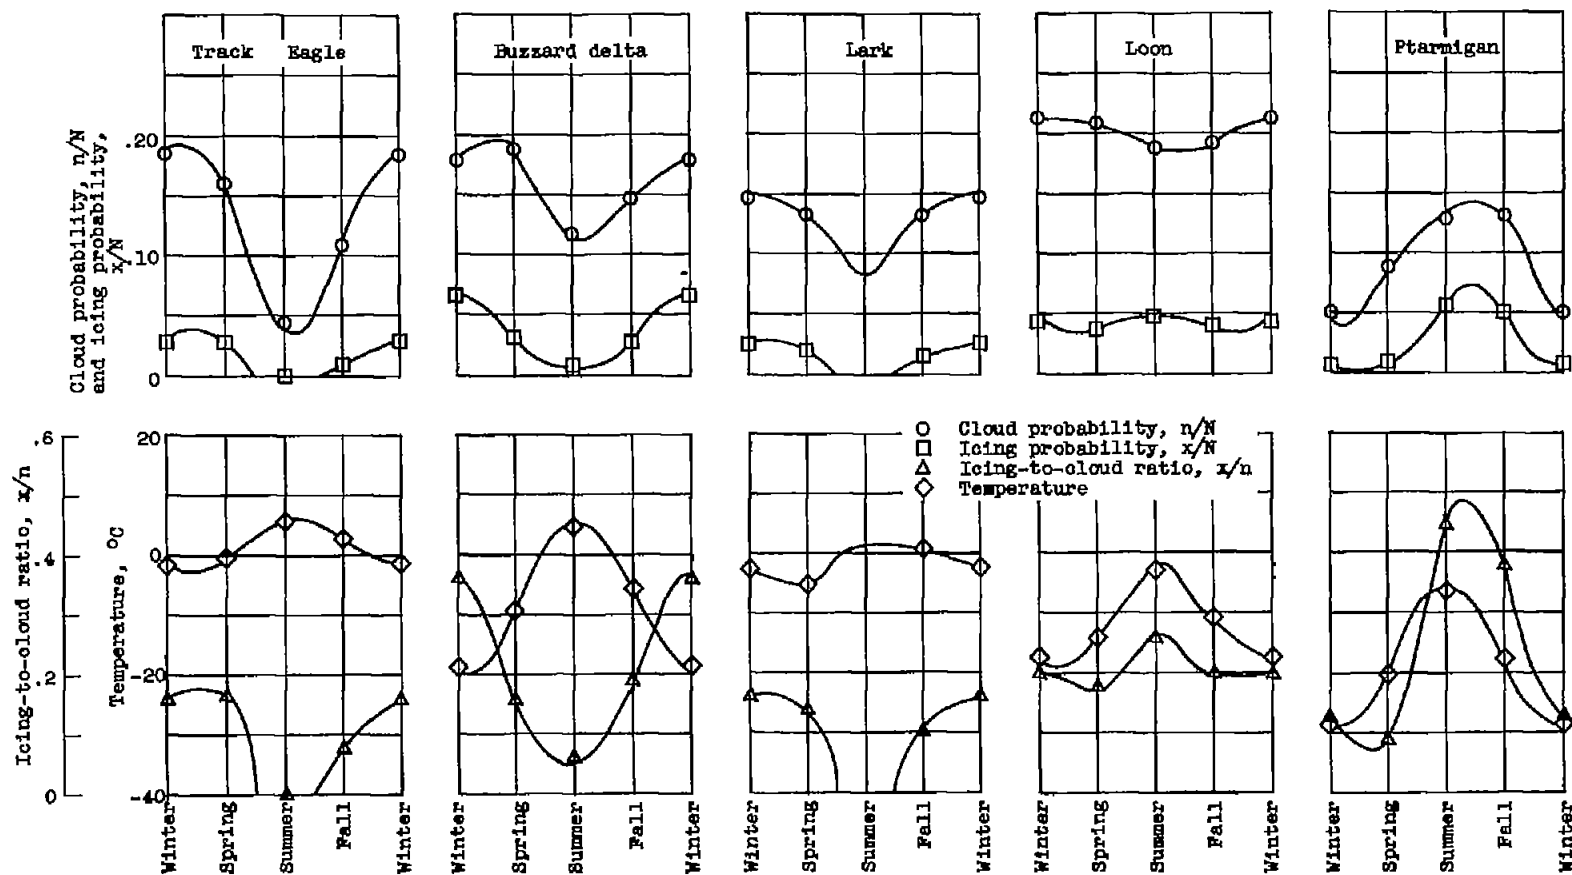 Track Eagle
Buzzard delta
Lark
Loon
Ptarmigan
Cloud probability, n/N
and icing probability,
x/N
.20
.10
0
Icing-to-cloud ratio, x/n
.6
.4
.2
0
Temperature, °C
20
0
-20
-40
Cloud probability, n/N
Icing probability, x/N
Icing-to-cloud ratio, x/n
Temperature
Winter
Spring
Summer
Fall
Winter
Winter
Spring
Summer
Fall
Winter
Winter
Spring
Summer
Fall
Winter
Winter
Spring
Summer
Fall
Winter
Winter
Spring
Summer
Fall
Winter